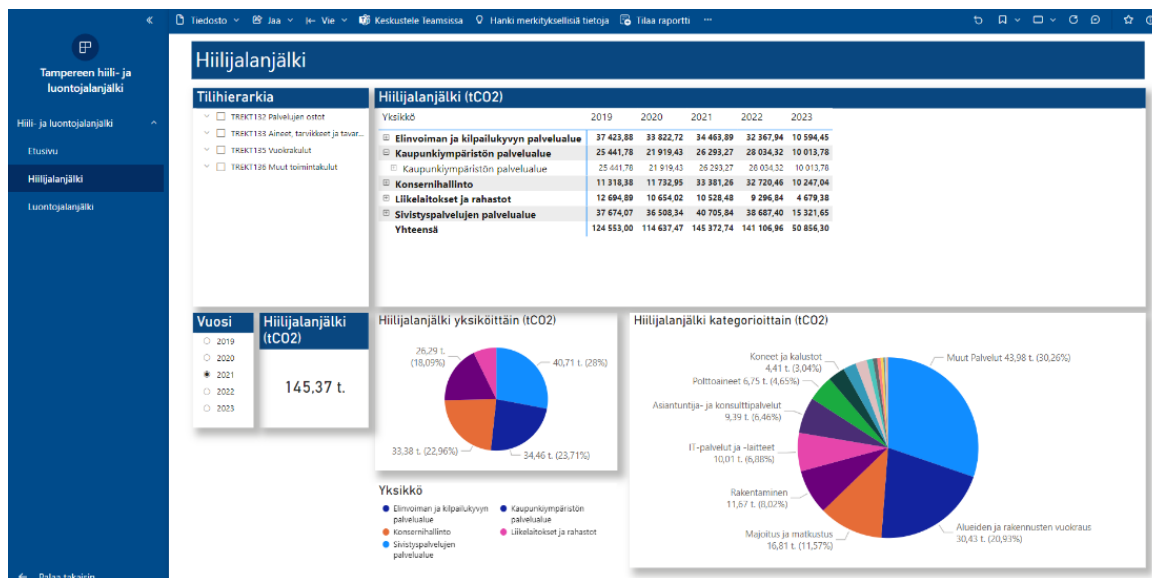 Tiedosto
Jaa
Vie
Keskustele Teamsissa
Hanki merkityksellisiä tietoja
Tilaa raportti
Tampereen hiili- ja
luontojalanjälki
Hiili- ja luontojalanjälki
Etusivu
Hiilijalanjälki
Luontojalanjälki
Palaa takaisin
Hiilijalanjälki
Tilihierarkia
TREKT132 Palvelujen ostot
TREKT133 Aineet, tarvikkeet ja tavar...
TREKT135 Vuokrakulut
TREKT136 Muut toimintakulut
Hiilijalanjälki (tCO2)
Yksikkö 2019 2020 2021 2022 2023
Elinvoiman ja kilpailukyvyn palvelualue 37 423,88 33 822,72 34 463,89 32 367,94 10 594,45
Kaupunkiympäristön palvelualue 25 441,78 21 919,43 26 293,27 28 034,32 10 013,78
Kaupunkiympäristön palvelualue 25 441,78 21 919,43 26 293,27 28 034,32 10 013,78
Konsernihallinto 11 318,38 11 732,95 33 381,26 32 720,46 10 247,04
Liikelaitokset ja rahastot 12 694,89 10 654,02 10 528,48 9 296,84 4 679,38
Sivistyspalvelujen palvelualue 37 674,07 36 508,34 40 705,84 38 687,40 15 321,65
Yhteensä 124 553,00 114 637,47 145 372,74 141 106,96 50 856,30
Vuosi
2019
2020
2021
2022
2023
Hiilijalanjälki
(tCO2)
145,37 t.
Hiilijalanjälki yksiköittäin (tCO2)
26,29 t.
(18,09%)
40,71 t. (28%)
33,38 t. (22,96%)
34,46 t. (23,71%)
Yksikkö
Elinvoiman ja kilpailukyvyn
palvelualue
Kaupunkiympäristön
palvelualue
Konsernihallinto
Liikelaitokset ja rahastot
Sivistyspalvelujen
palvelualue
Hiilijalanjälki kategorioittain (tCO2)
Koneet ja kalustot
4,41 t. (3,04%)
Muut Palvelut 43,98 t. (30,26%)
Polttoaineet 6,75 t. (4,65%)
Asiantuntija- ja konsulttipalvelut
9,39 t. (6,46%)
IT-palvelut ja -laitteet
10,01 t. (6,88%)
Rakentaminen
11,67 t. (8,02%)
Majoitus ja matkustus
16,81 t. (11,57%)
Alueiden ja rakennusten vuokraus
30,43 t. (20,93%)